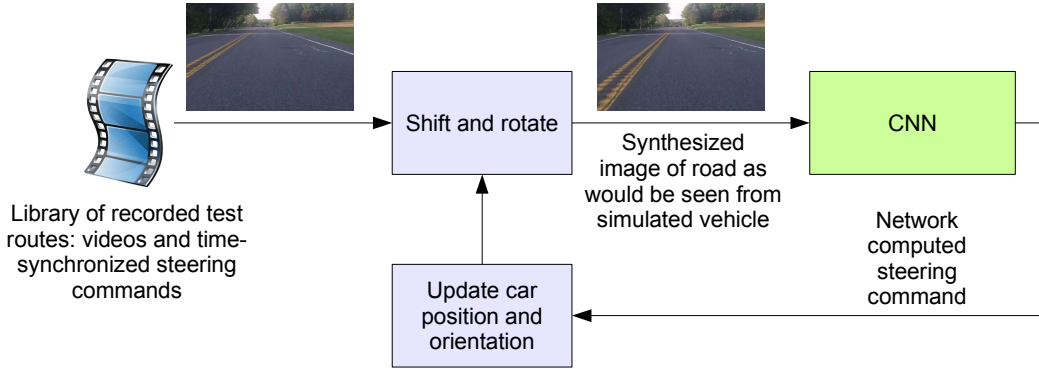 Shift and rotate
CNN
Synthesized
image of road as
would be seen from
simulated vehicle
Library of recorded test
routes: videos and time-
synchronized steering
commands
Network
computed
steering
command
Update car
position and
orientation